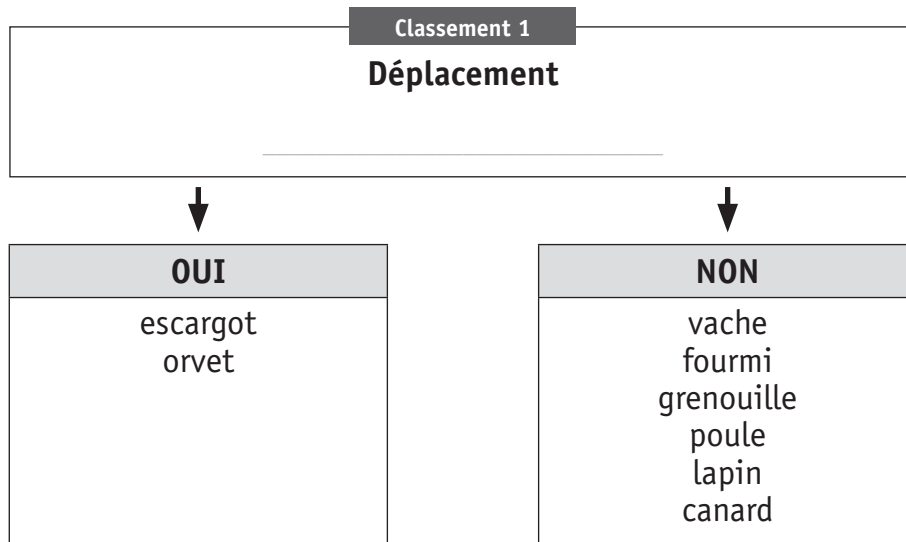 Classement 1
Déplacement
OUI
escargot
orvet
NON
vache
fourmi
grenouille
poule
lapin
canard